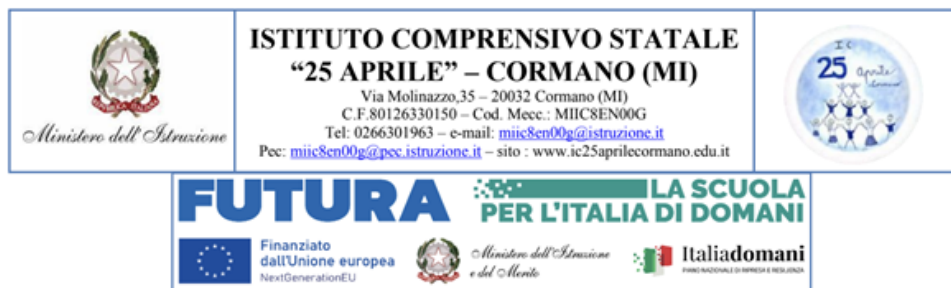 ISTITUTO COMPRENSIVO STATALE
“25 APRILE” – CORMANO (MI)
Via Molinazzo,35 – 20032 Cormano (MI)
C.F.80126330150 – Cod. Mecc.: MIIC8EN00G
Tel: 0266301963 – e-mail: miic8en00g@istruzione.it
Pec: miic8en00g@pec.istruzione.it – sito : www.ic25aprilecormano.edu.it
Ministero dell'Istruzione
I C
25 Aprile
Cormano
FUTURA
LA SCUOLA
PER L'ITALIA DI DOMANI
Finanziato
dall'Unione europea
NextGenerationEU
Ministero dell'Istruzione
e del Merito
Italiadomani
PIANO NAZIONALE DI RIPRESA E RESILIENZA